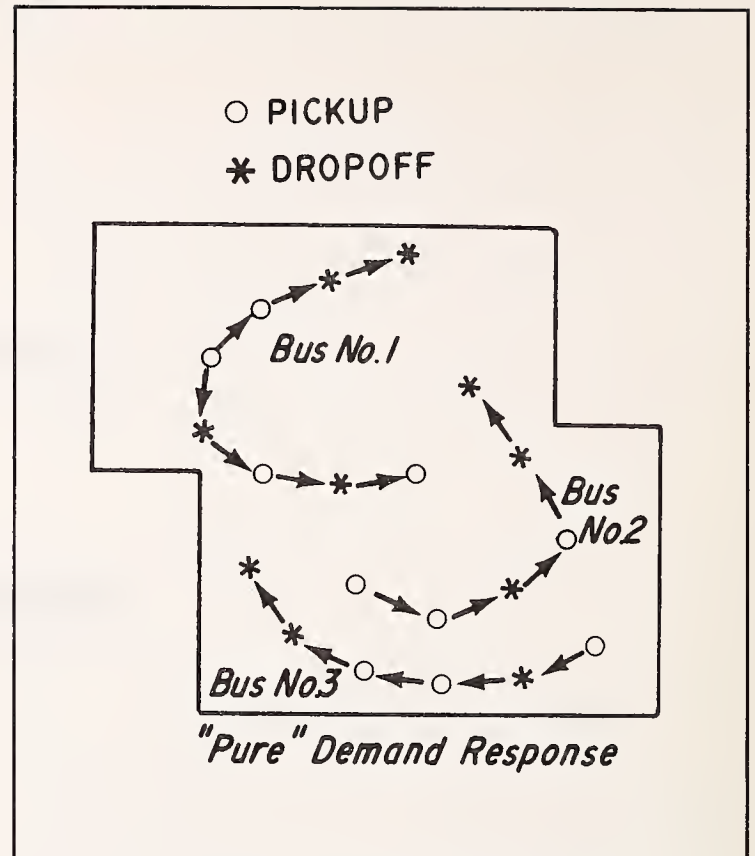 PICKUP
DROPOFF
Bus No. 1
Bus
No.2
Bus No.3
"Pure" Demand Response